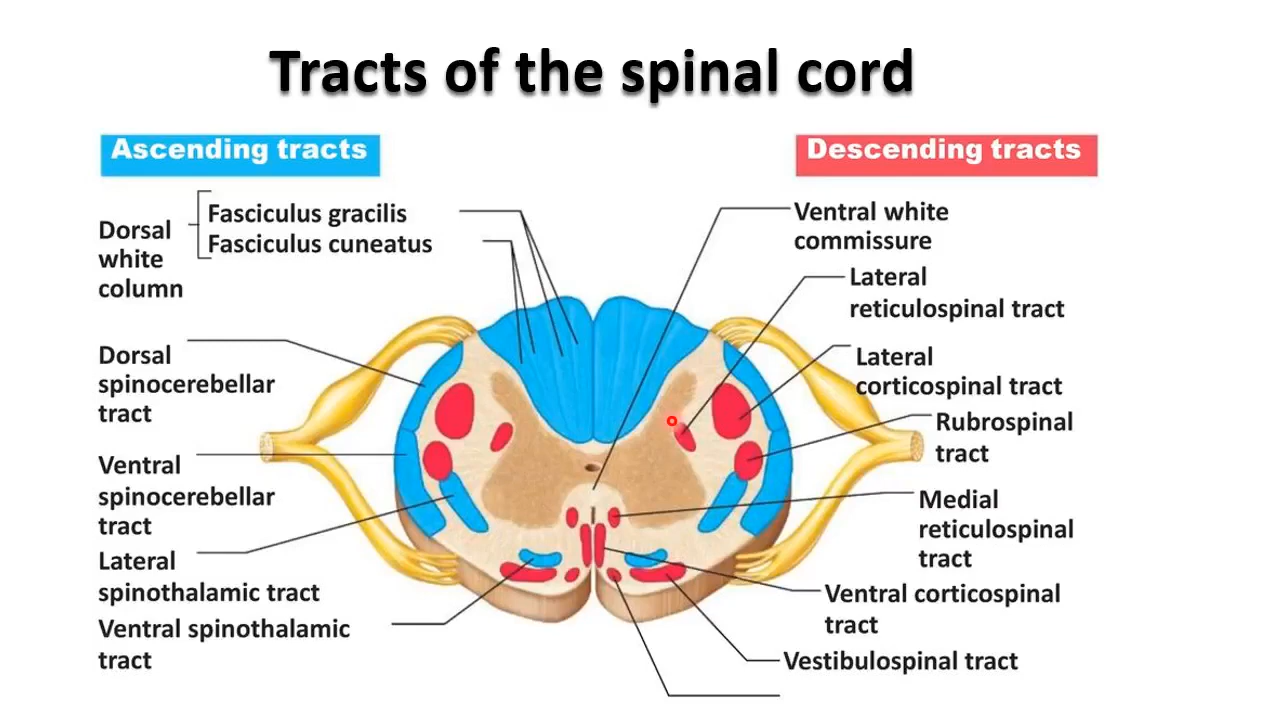 Tracts of the spinal cord
Ascending tracts
Descending tracts
Dorsal
white
column
Fasciculus gracilis
Fasciculus cuneatus
Dorsal
spinocerebellar
tract
Ventral
spinocerebellar
tract
Lateral
spinothalamic tract
Ventral spinothalamic
tract
Ventral white
commissure
Lateral
reticulospinal tract
Lateral
corticospinal tract
Rubrospinal
tract
Medial
reticulospinal
tract
Ventral corticospinal
tract
Vestibulospinal tract